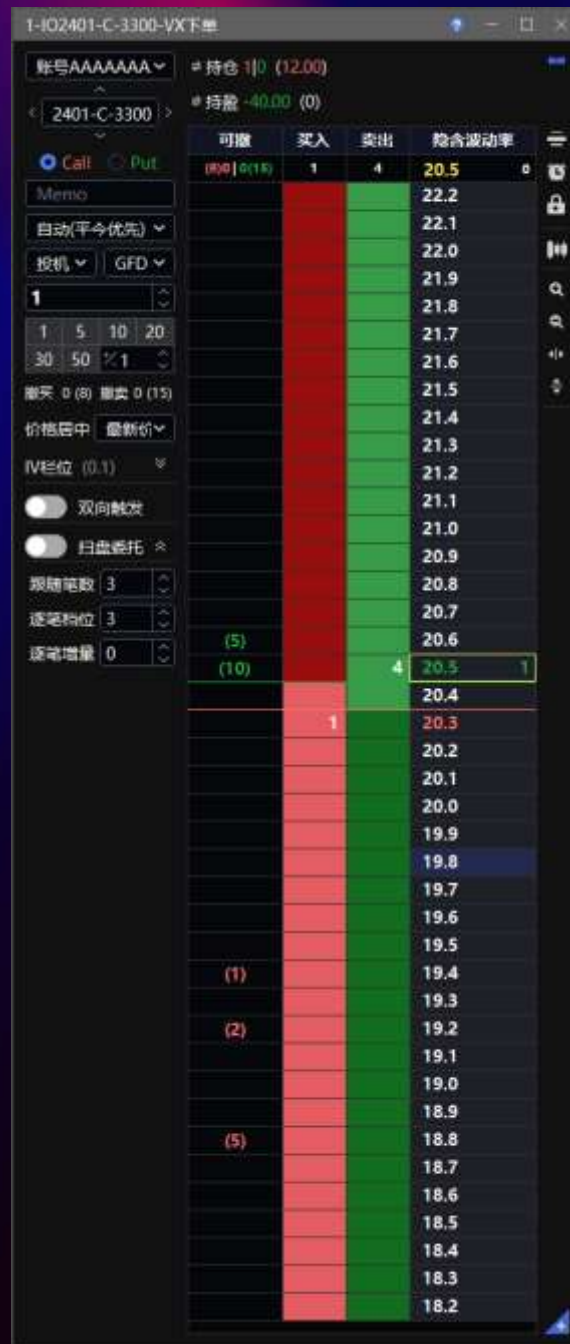 1-IO2401-C-3300-VX下单
账号AAAAAAA
持仓 1|0 (12.00)
2401-C-3300
持盈 -40.00 (0)
Call Put
Memo
自动(平今优先)
投机 GFD
1
1 5 10 20
30 50 1
撤买 0 (8) 撤卖 0 (15)
价格居中 最新价
IV栏位 (0.1)
双向触发
扫盘委托
跟随笔数 3
逐笔档位 3
逐笔增量 0
可撤 买入 卖出 隐含波动率
(8)0|0(15) 1 4 20.5 0
22.2
22.1
22.0
21.9
21.8
21.7
21.6
21.5
21.4
21.3
21.2
21.1
21.0
20.9
20.8
20.7
(5) 20.6
(10) 4 20.5 1
20.4
1 20.3
20.2
20.1
20.0
19.9
19.8
19.7
19.6
19.5
(1) 19.4
19.3
(2) 19.2
19.1
19.0
18.9
(5) 18.8
18.7
18.6
18.5
18.4
18.3
18.2